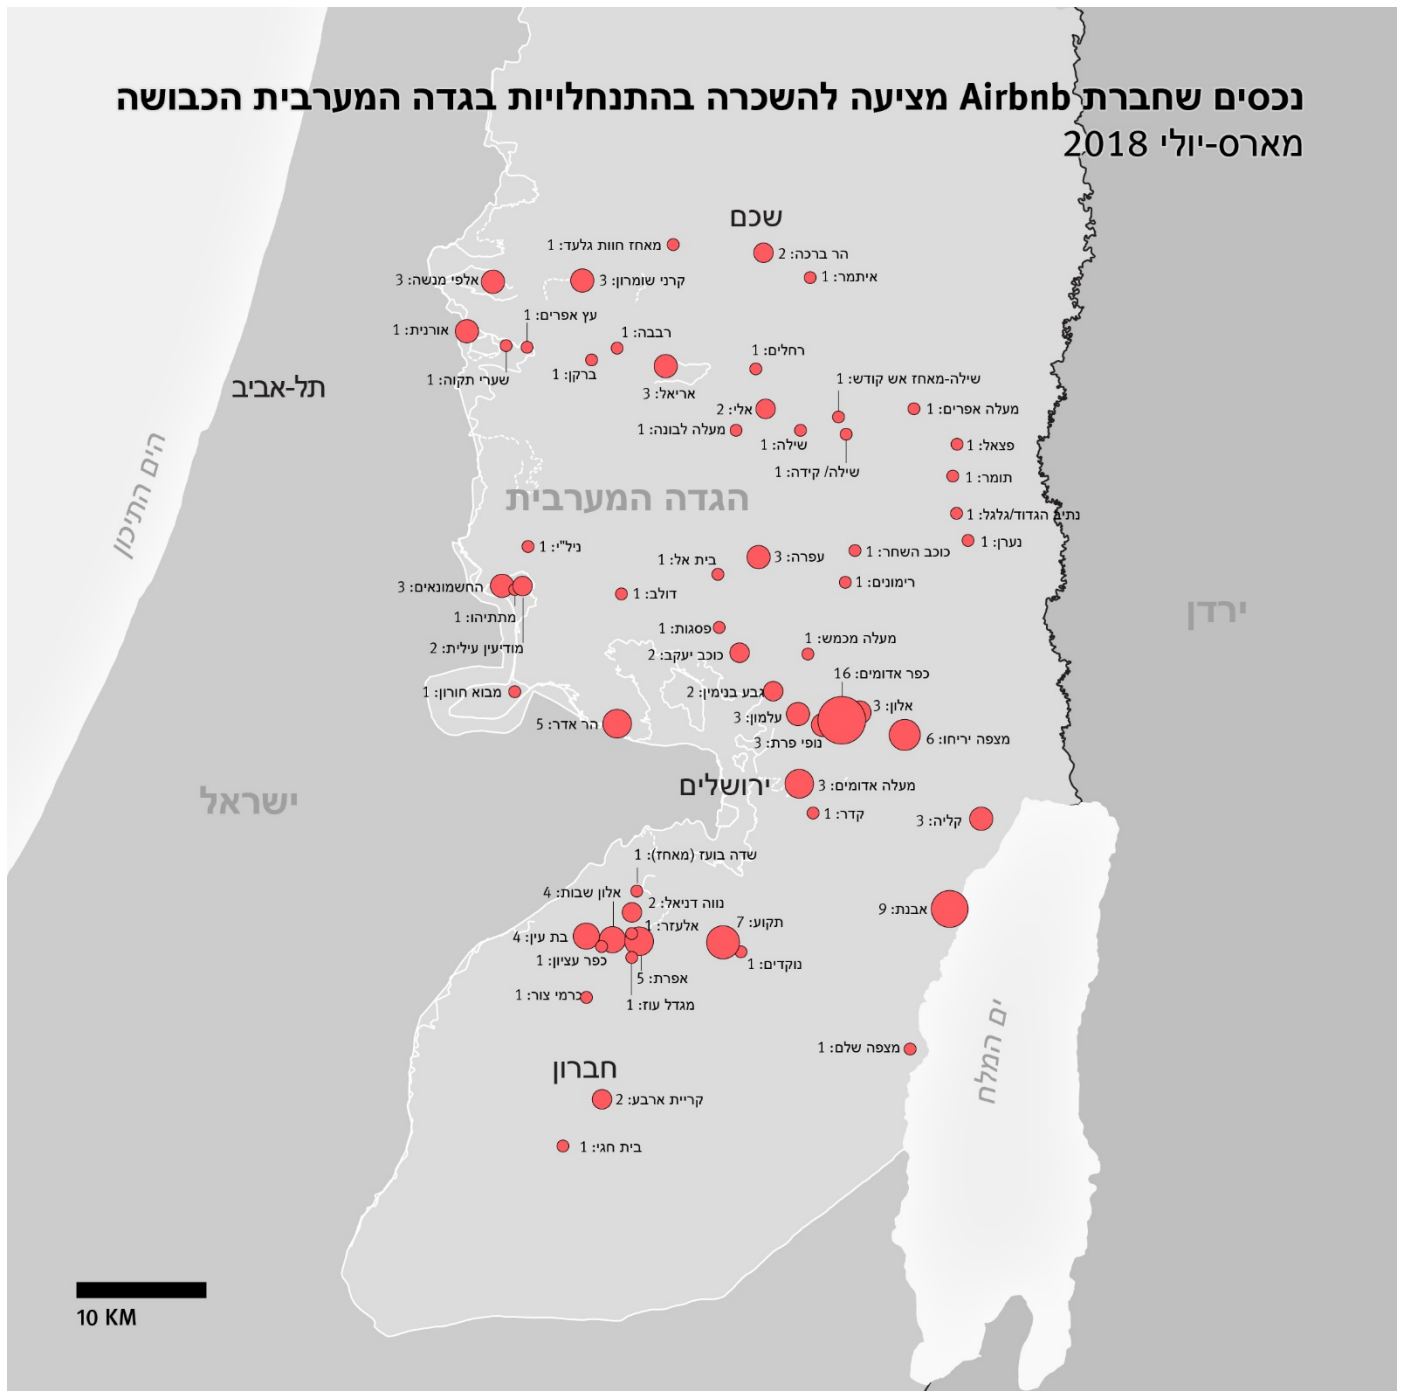 נכסים שחברת Airbnb מציעה להשכרה בהתנחלויות בגדה המערבית הכבושה
מארס-יולי 2018
שכם
מאחז חוות גלעד: 1
הר ברכה: 2
איתמר: 1
קרני שומרון: 3
אלפי מנשה: 3
עץ אפרים: 1
אורנית: 1
רבבה: 1
רחלים: 1
ברקן: 1
שערי תקוה: 1
תל-אביב
שילה-מאחז אש קודש: 1
אריאל: 3
מעלה אפרים: 1
אלי: 2
מעלה לבונה: 1
שילה: 1
פצאל: 1
שילה/ קידה: 1
תומר: 1
הים התיכון
הגדה המערבית
נתיב הגדוד/גלגל: 1
נערן: 1
ניל"י: 1
כוכב השחר: 1
עפרה: 3
בית אל: 1
רימונים: 1
החשמונאים: 3
דולב: 1
ירדן
מתתיהו: 1
פסגות: 1
מעלה מכמש: 1
מודיעין עילית: 2
כוכב יעקב: 2
כפר אדומים: 16
גבע בנימין: 2
מבוא חורון: 1
אלון: 3
עלמון: 3
הר אדר: 5
מצפה יריחו: 6
נופי פרת: 3
ירושלים
מעלה אדומים: 3
ישראל
קדר: 1
קליה: 3
שדה בועז (מאחז): 1
אלון שבות: 4
נווה דניאל: 2
אבנת: 9
תקוע: 7
אלעזר: 1
בת עין: 4
כפר עציון: 1
נוקדים: 1
אפרת: 5
כרמי צור: 1
מגדל עוז: 1
מצפה שלם: 1
ים המלח
חברון
קריית ארבע: 2
בית חגי: 1
10 KM